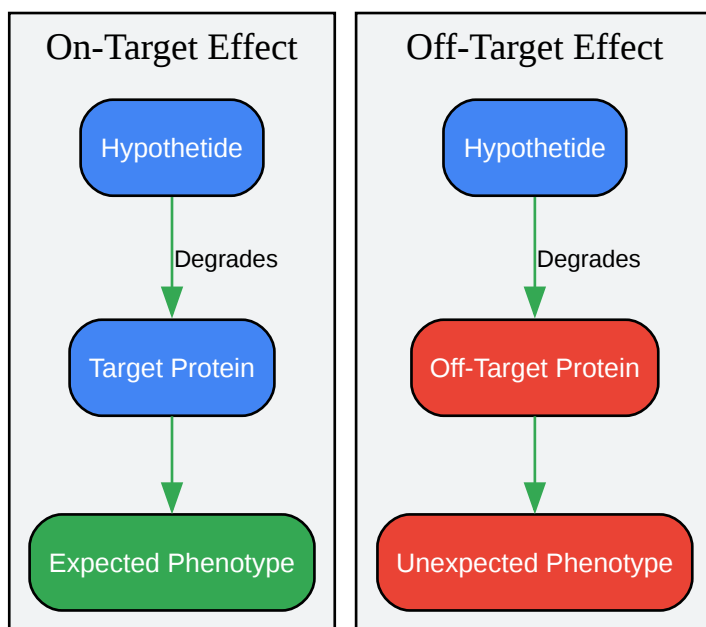 On-Target Effect
Hypothetide
Degrades
Target Protein
Expected Phenotype
Off-Target Effect
Hypothetide
Degrades
Off-Target Protein
Unexpected Phenotype